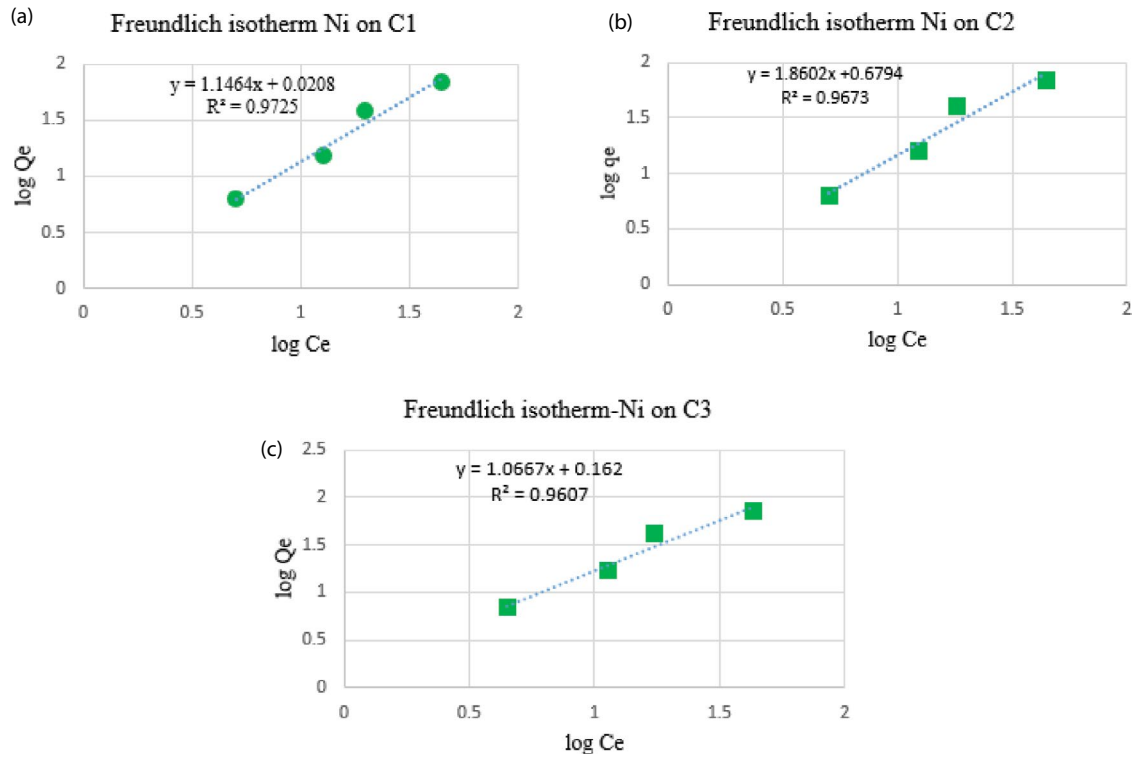 (a)
Freundlich isotherm Ni on C1
y = 1.1464x + 0.0208
R² = 0.9725
2
1.5
1
0.5
0
log Qe
0 0.5 1 1.5 2
log Ce
(b)
Freundlich isotherm Ni on C2
y = 1.8602x +0.6794
R² = 0.9673
2
1.5
1
0.5
0
log qe
0 0.5 1 1.5 2
log Ce
Freundlich isotherm-Ni on C3
(c)
y = 1.0667x + 0.162
R² = 0.9607
2.5
2
1.5
1
0.5
0
log Qe
0 0.5 1 1.5 2
log Ce